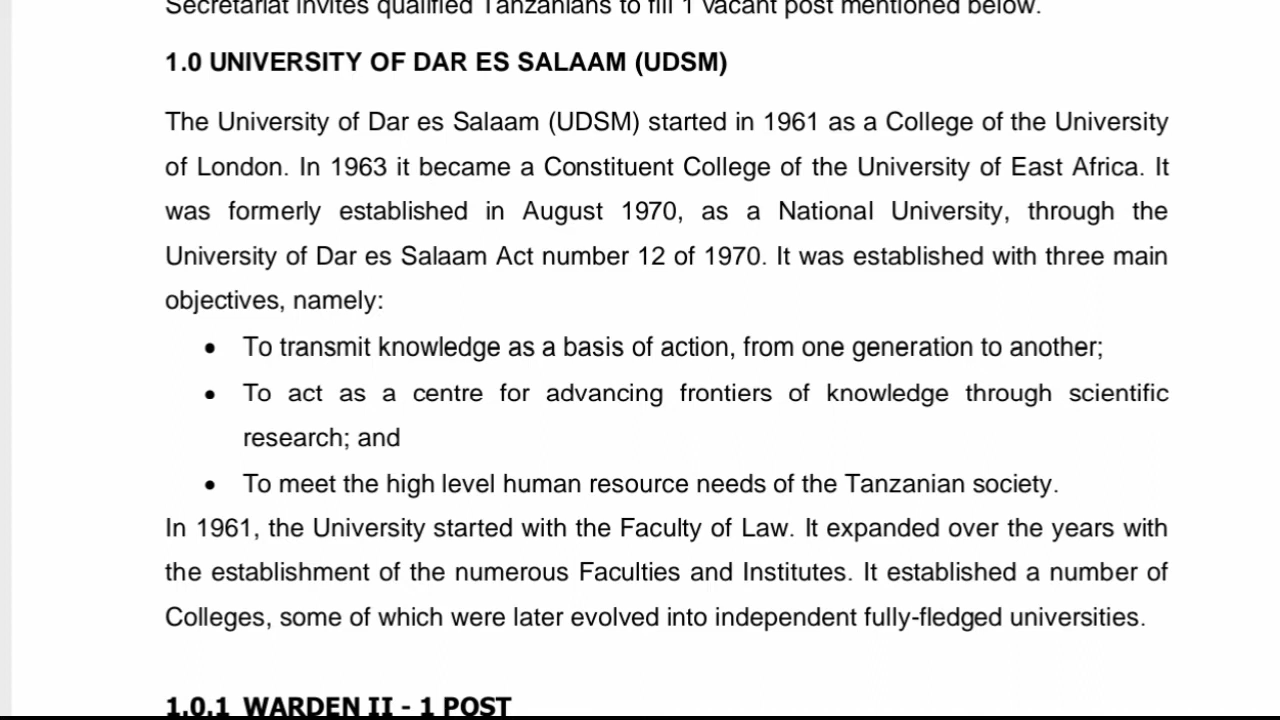 Secretariat invites qualified Tanzanians to fill 1 vacant post mentioned below.
1.0 UNIVERSITY OF DAR ES SALAAM (UDSM)
The University of Dar es Salaam (UDSM) started in 1961 as a College of the University
of London. In 1963 it became a Constituent College of the University of East Africa. It
was formerly established in August 1970, as a National University, through the
University of Dar es Salaam Act number 12 of 1970. It was established with three main
objectives, namely:
• To transmit knowledge as a basis of action, from one generation to another;
• To act as a centre for advancing frontiers of knowledge through scientific
research; and
• To meet the high level human resource needs of the Tanzanian society.
In 1961, the University started with the Faculty of Law. It expanded over the years with
the establishment of the numerous Faculties and Institutes. It established a number of
Colleges, some of which were later evolved into independent fully-fledged universities.
1.0.1 WARDEN II - 1 POST